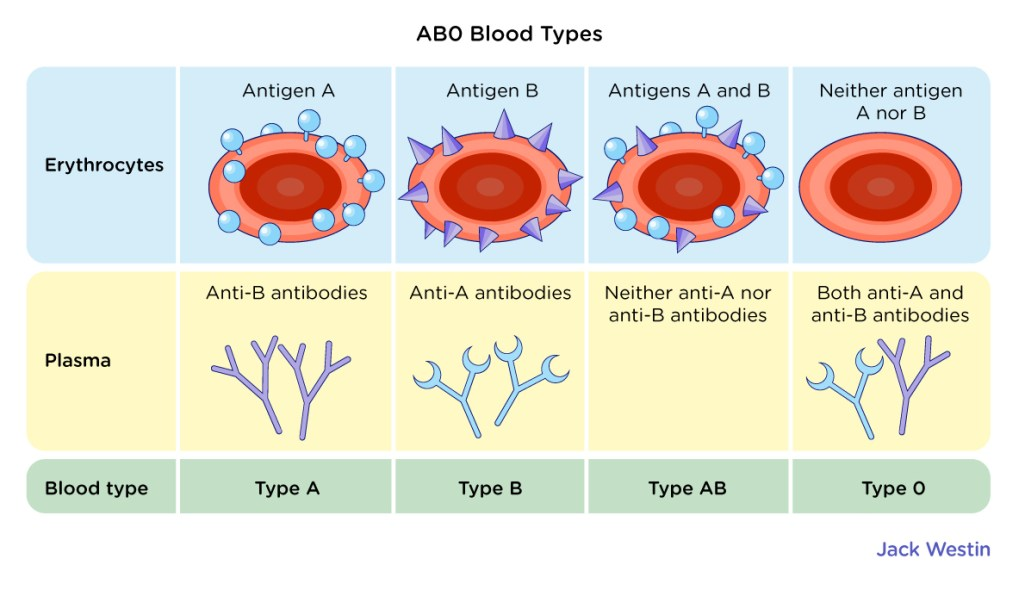 AB0 Blood Types
Antigen A
Antigen B
Antigens A and B
Neither antigen
A nor B
Erythrocytes
Anti-B antibodies
Anti-A antibodies
Neither anti-A nor
anti-B antibodies
Both anti-A and
anti-B antibodies
Plasma
Blood type
Type A
Type B
Type AB
Type 0
Jack Westin